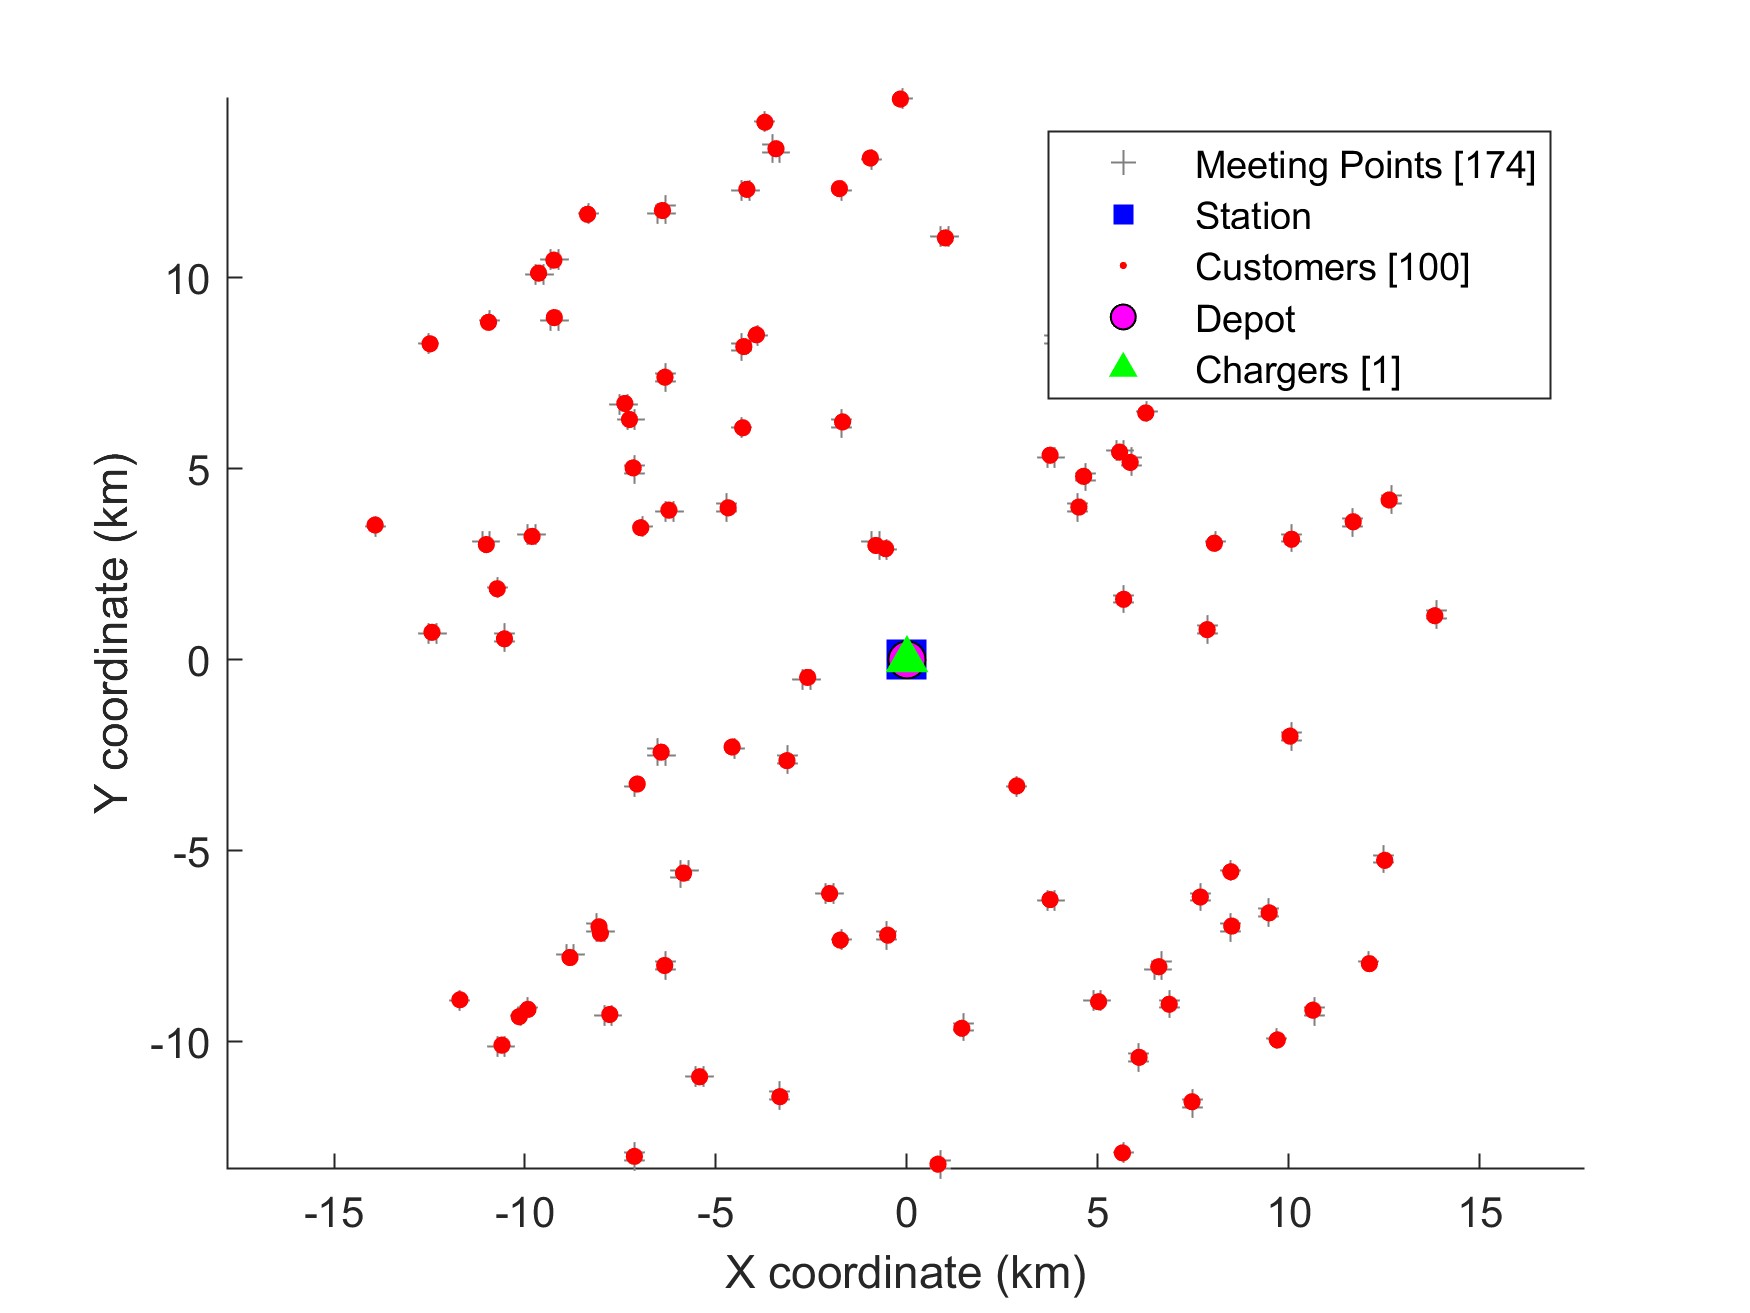 Meeting Points [174]
Station
Customers [100]
Depot
Chargers [1]
10
5
0
-5
-10
Y coordinate (km)
-15
-10
-5
0
5
10
15
X coordinate (km)